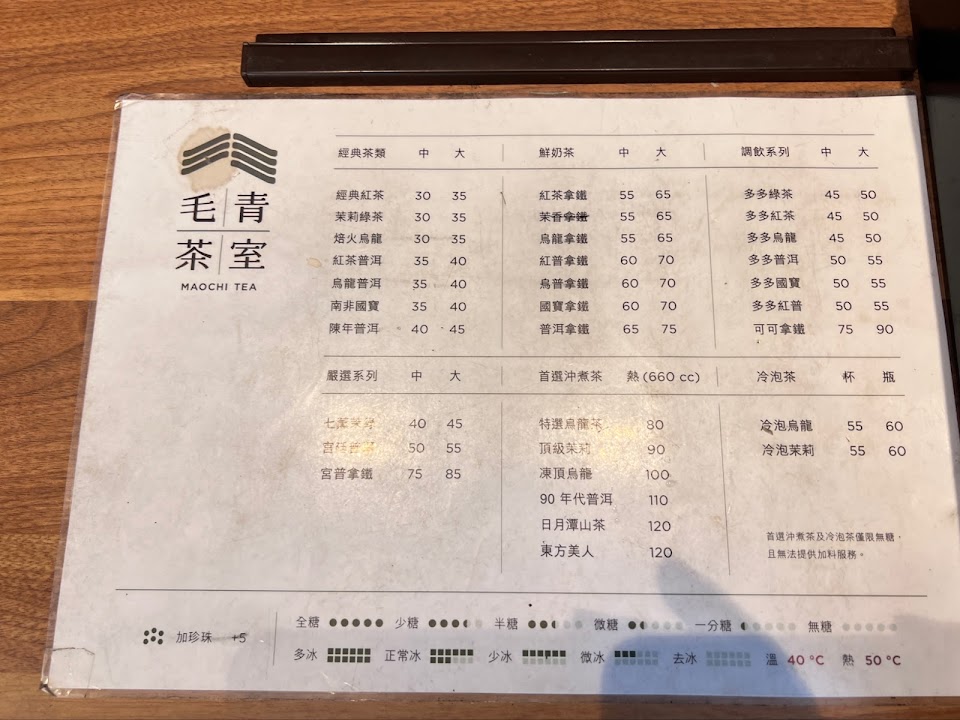 毛青
茶室
MAOCHI TEA
經典茶類 中 大
經典紅茶 30 35
茉莉綠茶 30 35
焙火烏龍 30 35
紅茶普洱 35 40
烏龍普洱 35 40
南非國寶 35 40
陳年普洱 40 45
鮮奶茶 中 大
紅茶拿鐵 55 65
茉香拿鐵 55 65
烏龍拿鐵 55 65
紅普拿鐵 60 70
烏普拿鐵 60 70
國寶拿鐵 60 70
普洱拿鐵 65 75
調飲系列 中 大
多多綠茶 45 50
多多紅茶 45 50
多多烏龍 45 50
多多普洱 50 55
多多國寶 50 55
多多紅普 50 55
可可拿鐵 75 90
嚴選系列 中 大
七窨茉莉 40 45
宮廷普洱 50 55
宮普拿鐵 75 85
首選沖煮茶 熱 (660 cc)
特選烏龍茶 80
頂級茉莉 90
凍頂烏龍 100
90 年代普洱 110
日月潭山茶 120
東方美人 120
冷泡茶 杯 瓶
冷泡烏龍 55 60
冷泡茉莉 55 60
首選沖煮茶及冷泡茶僅限無糖，
且無法提供加料服務。
加珍珠 +5
全糖 少糖 半糖 微糖 一分糖 無糖
多冰 正常冰 少冰 微冰 去冰 溫 40 °C 熱 50 °C